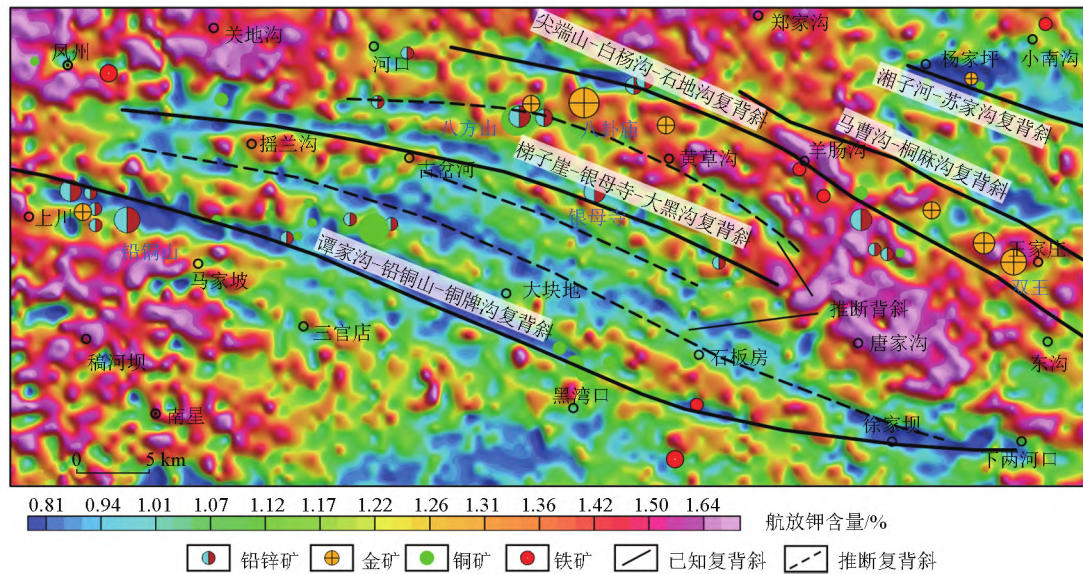 关地沟
郑家沟
凤州
河口
尖端山-白杨沟-石地沟复背斜
杨家坪
小南沟
湘子河-苏家沟复背斜
八方山
八卦庙
马曹沟-桐麻沟复背斜
摇兰沟
古岔河
黄草沟
羊肠沟
梯子崖-银母寺-大黑沟复背斜
上川
铅铜山
银母寺
谭家沟-铅铜山-铜牌沟复背斜
王家庄
双王
马家坡
大块地
推断背斜
三官店
稿河坝
石板房
唐家沟
东沟
南星
黑湾口
徐家坝
下两河口
0 5 km
0.81 0.94 1.01 1.07 1.12 1.17 1.22 1.26 1.31 1.36 1.42 1.50 1.64 航放钾含量/%
铅锌矿 金矿 铜矿 铁矿 已知复背斜 推断复背斜